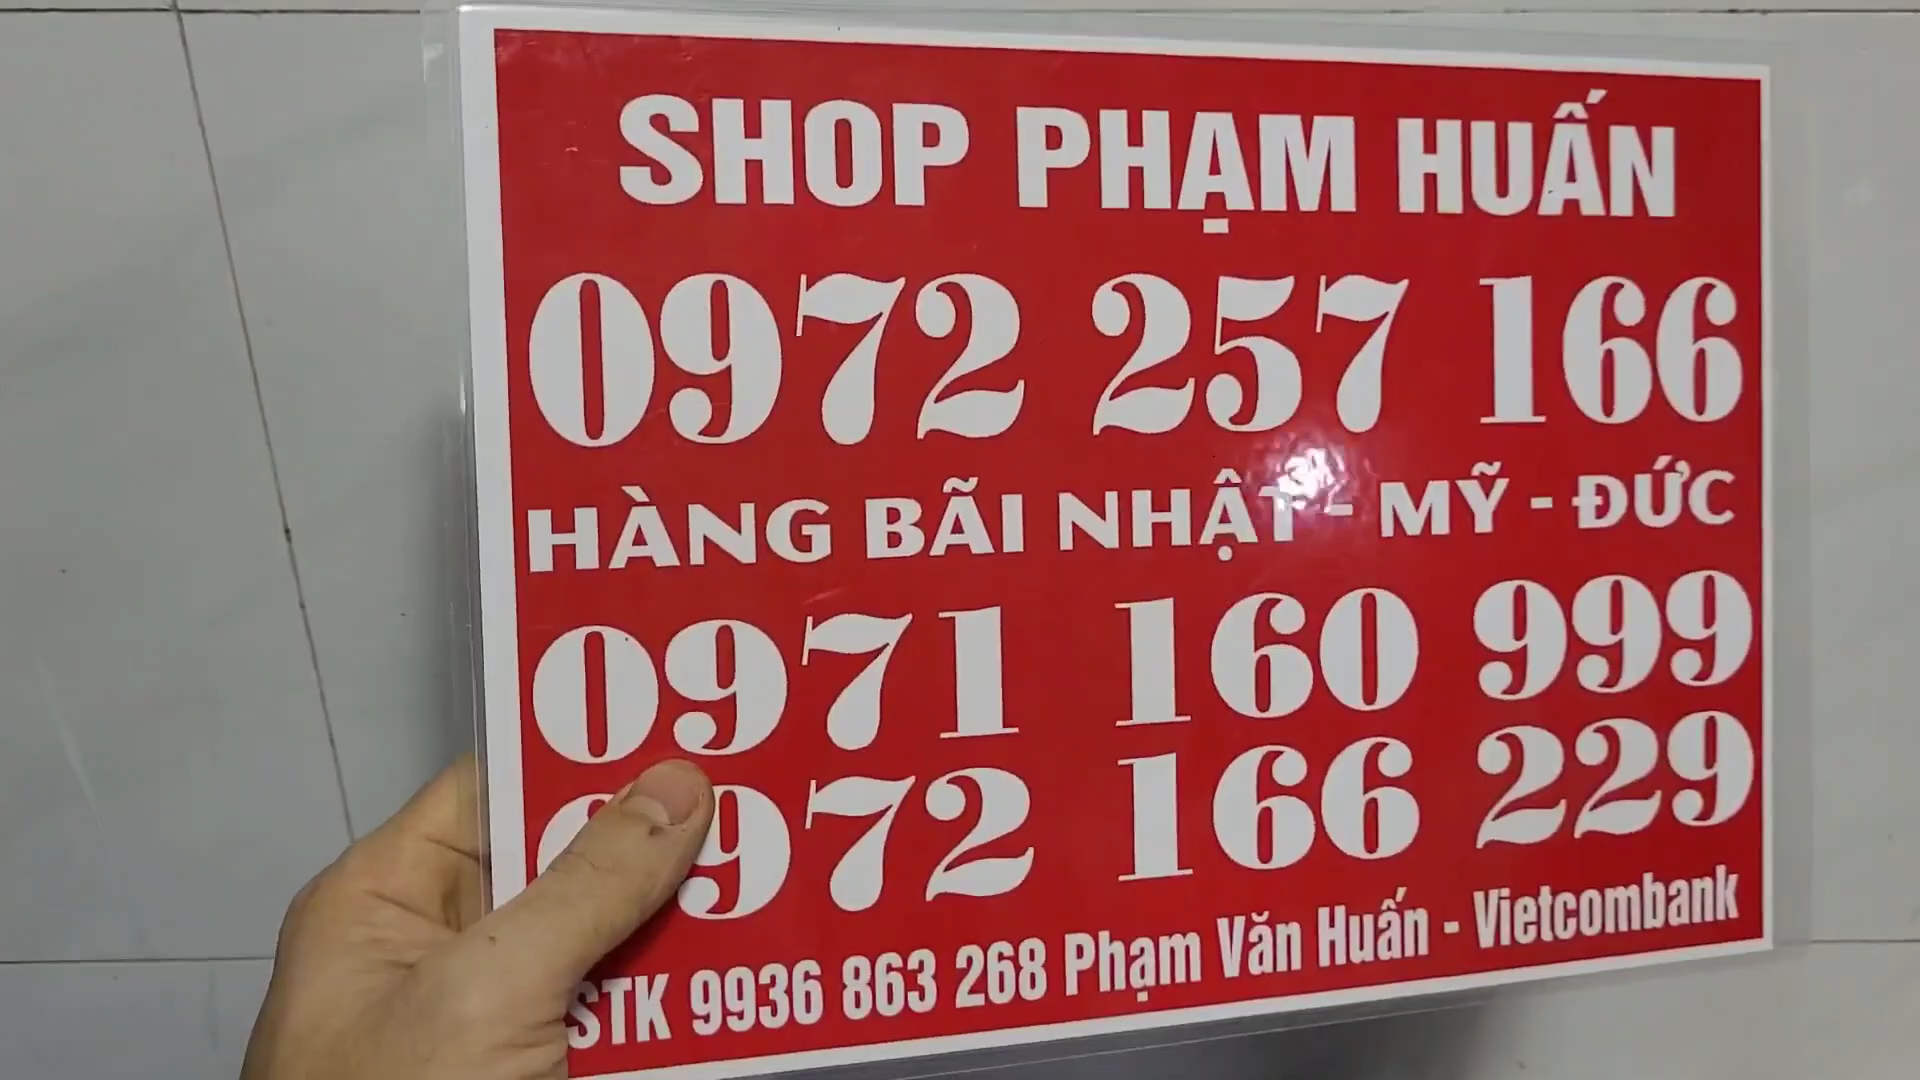 SHOP PHẠM HUẤN
0972 257 166
HÀNG BÃI NHẬT - MỸ - ĐỨC
0971 160 999
0972 166 229
STK 9936 863 268 Phạm Văn Huấn - Vietcombank